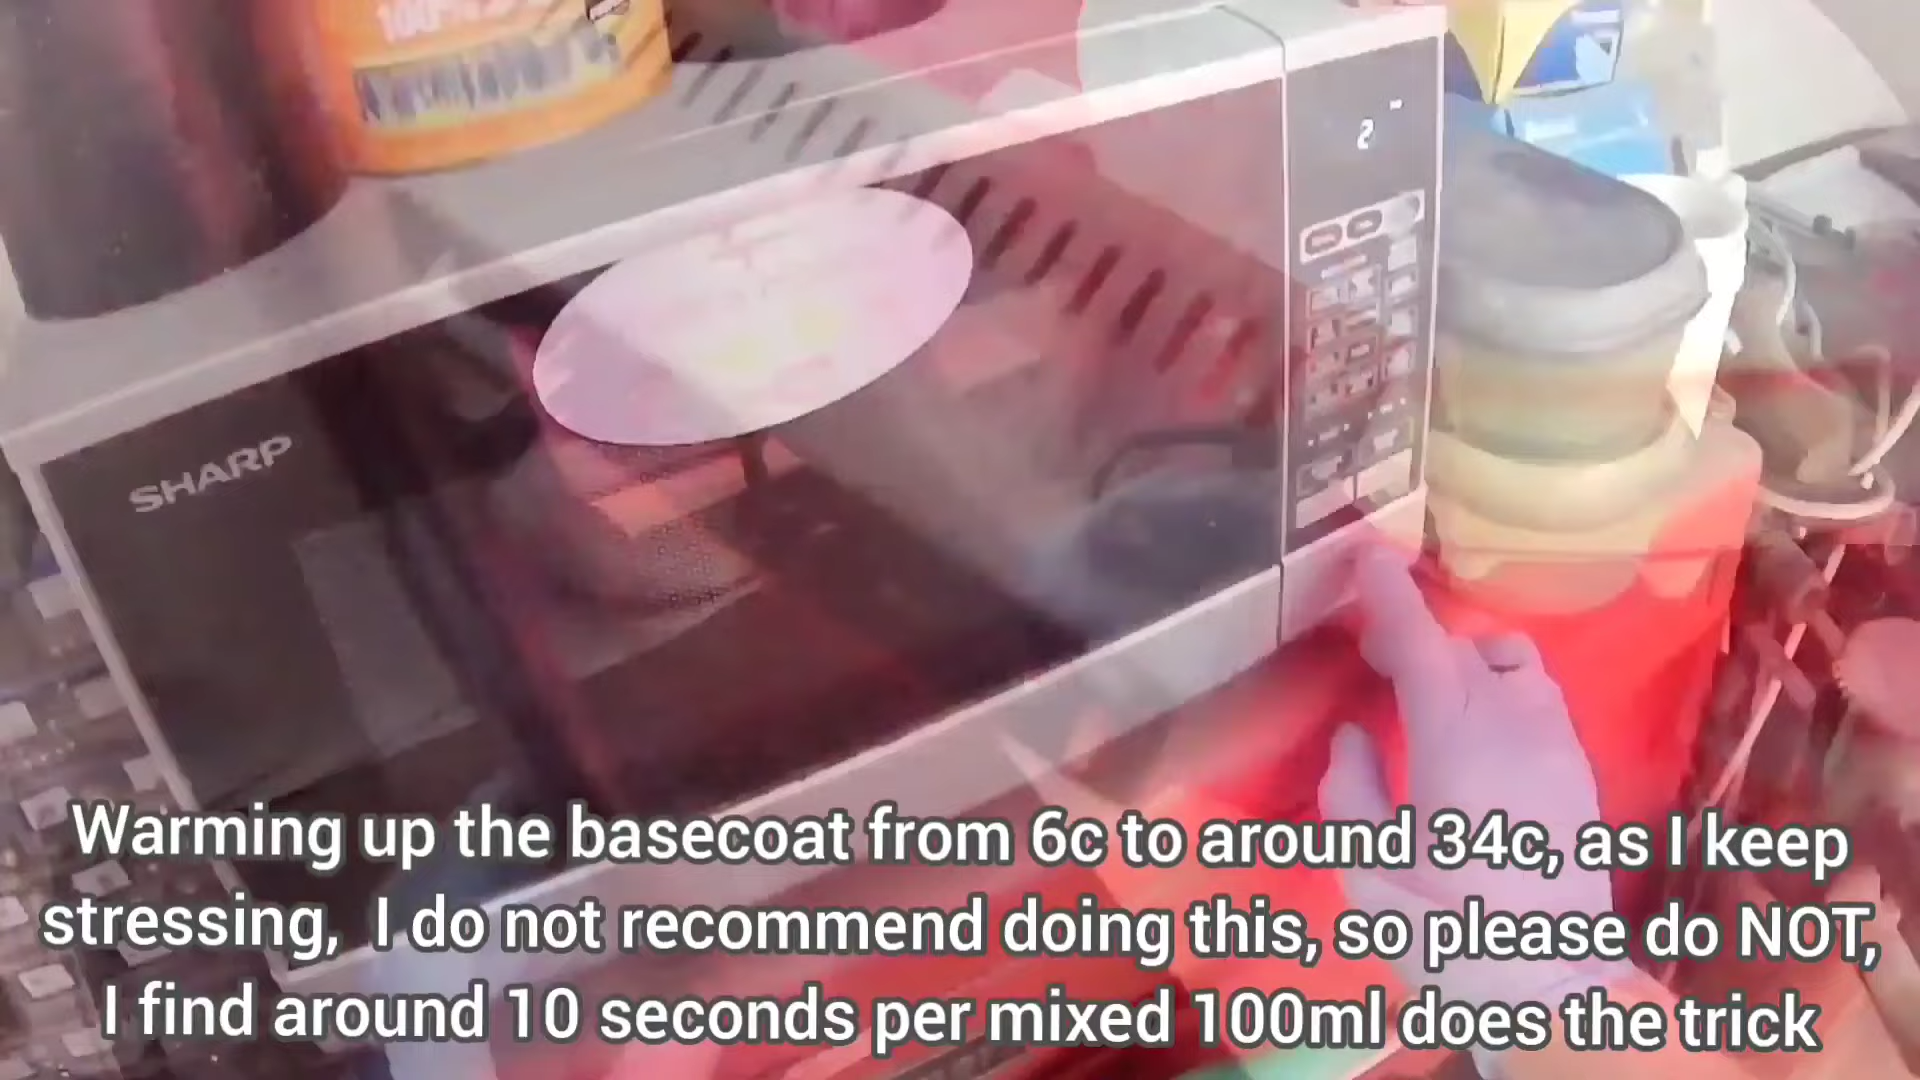 100%
SHARP
Warming up the basecoat from 6c to around 34c, as I keep
stressing, I do not recommend doing this, so please do NOT,
I find around 10 seconds per mixed 100ml does the trick